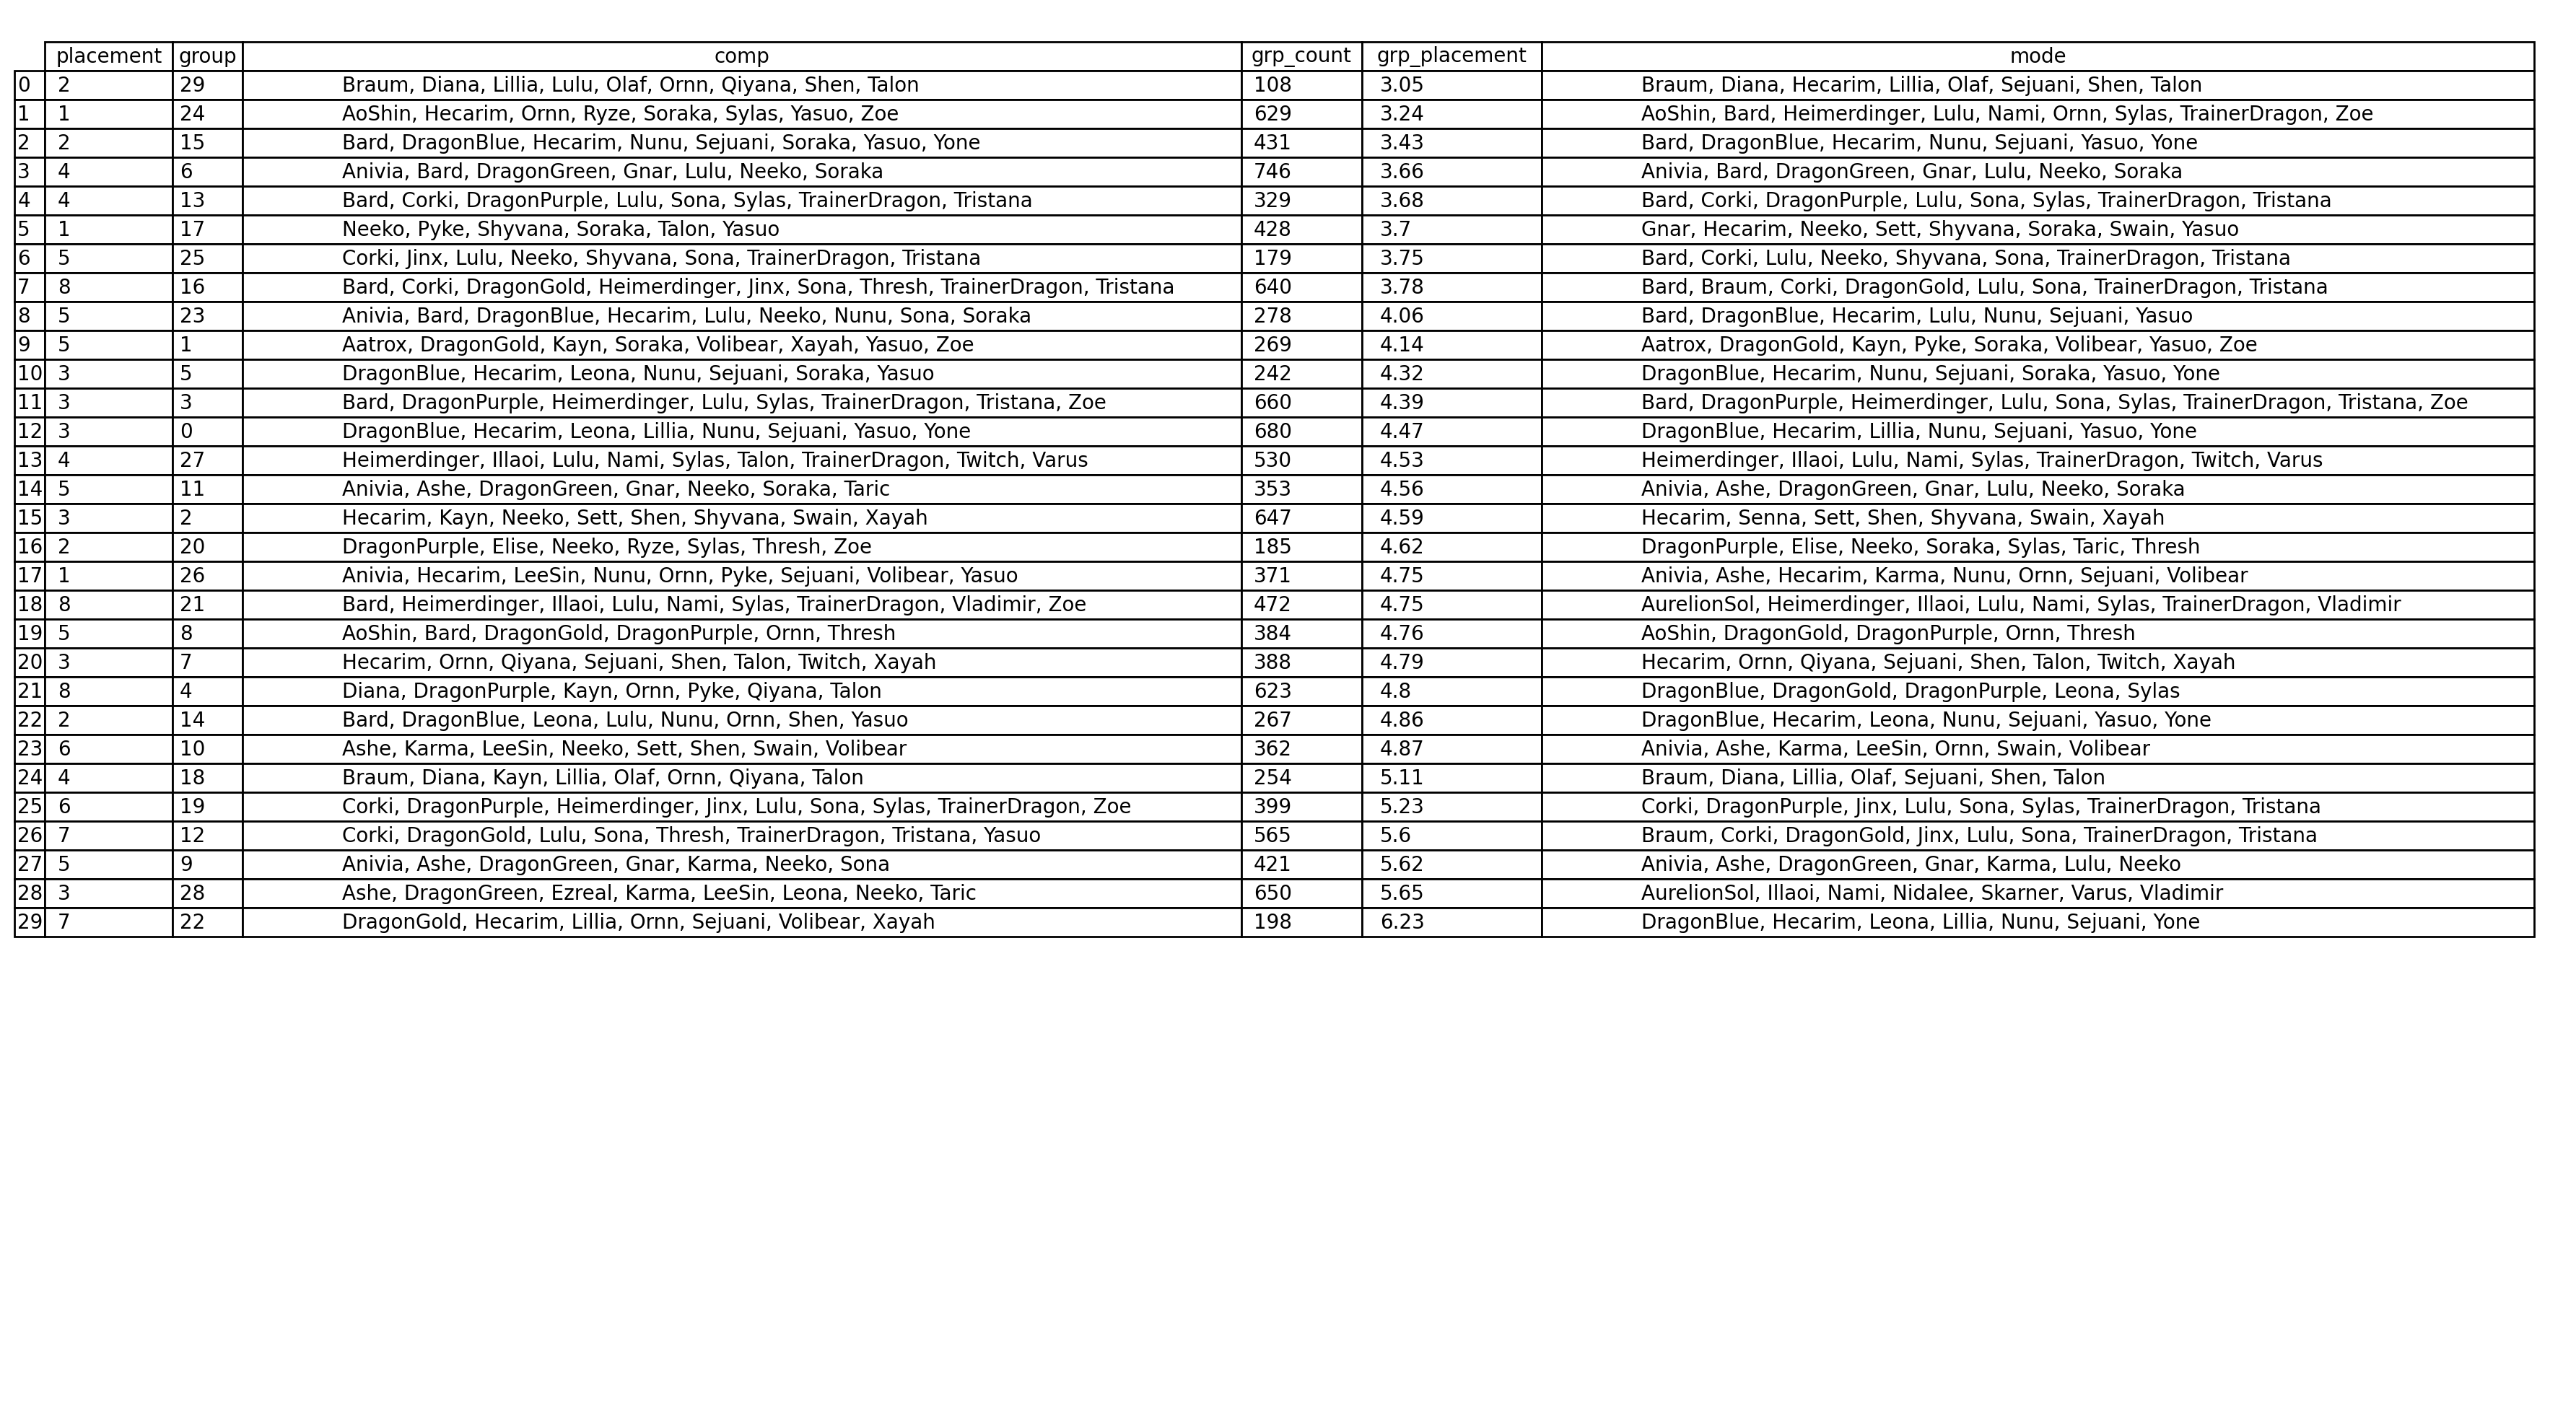 placement group comp grp_count grp_placement mode
0 2 29 Braum, Diana, Lillia, Lulu, Olaf, Ornn, Qiyana, Shen, Talon 108 3.05 Braum, Diana, Hecarim, Lillia, Olaf, Sejuani, Shen, Talon
1 1 24 AoShin, Hecarim, Ornn, Ryze, Soraka, Sylas, Yasuo, Zoe 629 3.24 AoShin, Bard, Heimerdinger, Lulu, Nami, Ornn, Sylas, TrainerDragon, Zoe
2 2 15 Bard, DragonBlue, Hecarim, Nunu, Sejuani, Soraka, Yasuo, Yone 431 3.43 Bard, DragonBlue, Hecarim, Nunu, Sejuani, Yasuo, Yone
3 4 6 Anivia, Bard, DragonGreen, Gnar, Lulu, Neeko, Soraka 746 3.66 Anivia, Bard, DragonGreen, Gnar, Lulu, Neeko, Soraka
4 4 13 Bard, Corki, DragonPurple, Lulu, Sona, Sylas, TrainerDragon, Tristana 329 3.68 Bard, Corki, DragonPurple, Lulu, Sona, Sylas, TrainerDragon, Tristana
5 1 17 Neeko, Pyke, Shyvana, Soraka, Talon, Yasuo 428 3.7 Gnar, Hecarim, Neeko, Sett, Shyvana, Soraka, Swain, Yasuo
6 5 25 Corki, Jinx, Lulu, Neeko, Shyvana, Sona, TrainerDragon, Tristana 179 3.75 Bard, Corki, Lulu, Neeko, Shyvana, Sona, TrainerDragon, Tristana
7 8 16 Bard, Corki, DragonGold, Heimerdinger, Jinx, Sona, Thresh, TrainerDragon, Tristana 640 3.78 Bard, Braum, Corki, DragonGold, Lulu, Sona, TrainerDragon, Tristana
8 5 23 Anivia, Bard, DragonBlue, Hecarim, Lulu, Neeko, Nunu, Sona, Soraka 278 4.06 Bard, DragonBlue, Hecarim, Lulu, Nunu, Sejuani, Yasuo
9 5 1 Aatrox, DragonGold, Kayn, Soraka, Volibear, Xayah, Yasuo, Zoe 269 4.14 Aatrox, DragonGold, Kayn, Pyke, Soraka, Volibear, Yasuo, Zoe
10 3 5 DragonBlue, Hecarim, Leona, Nunu, Sejuani, Soraka, Yasuo 242 4.32 DragonBlue, Hecarim, Nunu, Sejuani, Soraka, Yasuo, Yone
11 3 3 Bard, DragonPurple, Heimerdinger, Lulu, Sylas, TrainerDragon, Tristana, Zoe 660 4.39 Bard, DragonPurple, Heimerdinger, Lulu, Sona, Sylas, TrainerDragon, Tristana, Zoe
12 3 0 DragonBlue, Hecarim, Leona, Lillia, Nunu, Sejuani, Yasuo, Yone 680 4.47 DragonBlue, Hecarim, Lillia, Nunu, Sejuani, Yasuo, Yone
13 4 27 Heimerdinger, Illaoi, Lulu, Nami, Sylas, Talon, TrainerDragon, Twitch, Varus 530 4.53 Heimerdinger, Illaoi, Lulu, Nami, Sylas, TrainerDragon, Twitch, Varus
14 5 11 Anivia, Ashe, DragonGreen, Gnar, Neeko, Soraka, Taric 353 4.56 Anivia, Ashe, DragonGreen, Gnar, Lulu, Neeko, Soraka
15 3 2 Hecarim, Kayn, Neeko, Sett, Shen, Shyvana, Swain, Xayah 647 4.59 Hecarim, Senna, Sett, Shen, Shyvana, Swain, Xayah
16 2 20 DragonPurple, Elise, Neeko, Ryze, Sylas, Thresh, Zoe 185 4.62 DragonPurple, Elise, Neeko, Soraka, Sylas, Taric, Thresh
17 1 26 Anivia, Hecarim, LeeSin, Nunu, Ornn, Pyke, Sejuani, Volibear, Yasuo 371 4.75 Anivia, Ashe, Hecarim, Karma, Nunu, Ornn, Sejuani, Volibear
18 8 21 Bard, Heimerdinger, Illaoi, Lulu, Nami, Sylas, TrainerDragon, Vladimir, Zoe 472 4.75 AurelionSol, Heimerdinger, Illaoi, Lulu, Nami, Sylas, TrainerDragon, Vladimir
19 5 8 AoShin, Bard, DragonGold, DragonPurple, Ornn, Thresh 384 4.76 AoShin, DragonGold, DragonPurple, Ornn, Thresh
20 3 7 Hecarim, Ornn, Qiyana, Sejuani, Shen, Talon, Twitch, Xayah 388 4.79 Hecarim, Ornn, Qiyana, Sejuani, Shen, Talon, Twitch, Xayah
21 8 4 Diana, DragonPurple, Kayn, Ornn, Pyke, Qiyana, Talon 623 4.8 DragonBlue, DragonGold, DragonPurple, Leona, Sylas
22 2 14 Bard, DragonBlue, Leona, Lulu, Nunu, Ornn, Shen, Yasuo 267 4.86 DragonBlue, Hecarim, Leona, Nunu, Sejuani, Yasuo, Yone
23 6 10 Ashe, Karma, LeeSin, Neeko, Sett, Shen, Swain, Volibear 362 4.87 Anivia, Ashe, Karma, LeeSin, Ornn, Swain, Volibear
24 4 18 Braum, Diana, Kayn, Lillia, Olaf, Ornn, Qiyana, Talon 254 5.11 Braum, Diana, Lillia, Olaf, Sejuani, Shen, Talon
25 6 19 Corki, DragonPurple, Heimerdinger, Jinx, Lulu, Sona, Sylas, TrainerDragon, Zoe 399 5.23 Corki, DragonPurple, Jinx, Lulu, Sona, Sylas, TrainerDragon, Tristana
26 7 12 Corki, DragonGold, Lulu, Sona, Thresh, TrainerDragon, Tristana, Yasuo 565 5.6 Braum, Corki, DragonGold, Jinx, Lulu, Sona, TrainerDragon, Tristana
27 5 9 Anivia, Ashe, DragonGreen, Gnar, Karma, Neeko, Sona 421 5.62 Anivia, Ashe, DragonGreen, Gnar, Karma, Lulu, Neeko
28 3 28 Ashe, DragonGreen, Ezreal, Karma, LeeSin, Leona, Neeko, Taric 650 5.65 AurelionSol, Illaoi, Nami, Nidalee, Skarner, Varus, Vladimir
29 7 22 DragonGold, Hecarim, Lillia, Ornn, Sejuani, Volibear, Xayah 198 6.23 DragonBlue, Hecarim, Leona, Lillia, Nunu, Sejuani, Yone